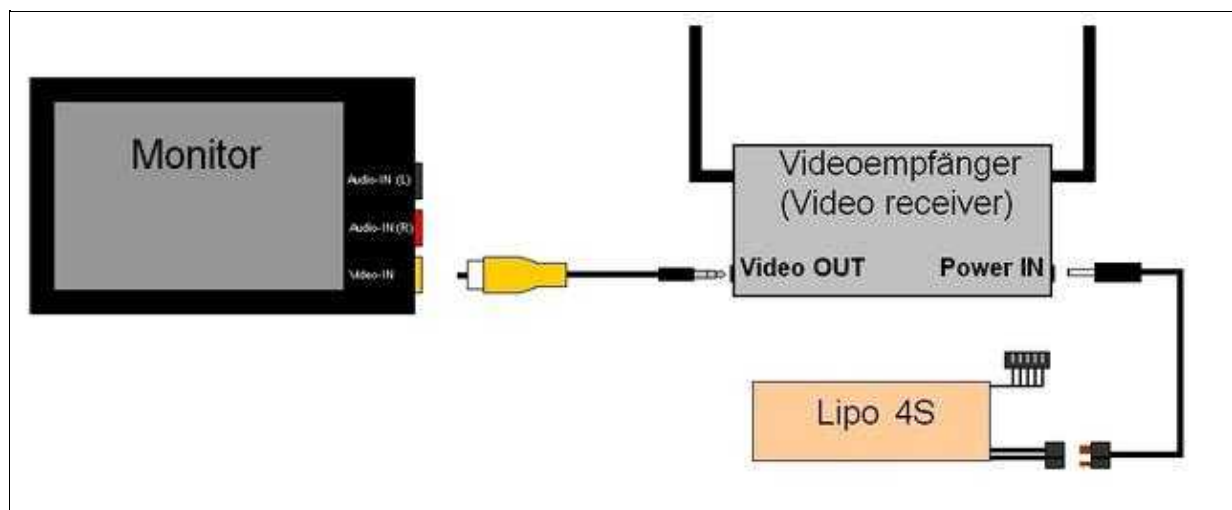 Monitor
Audio-IN (L)
Audio-IN (R)
Video-IN
Videoempfänger
(Video receiver)
Video OUT
Power IN
Lipo 4S